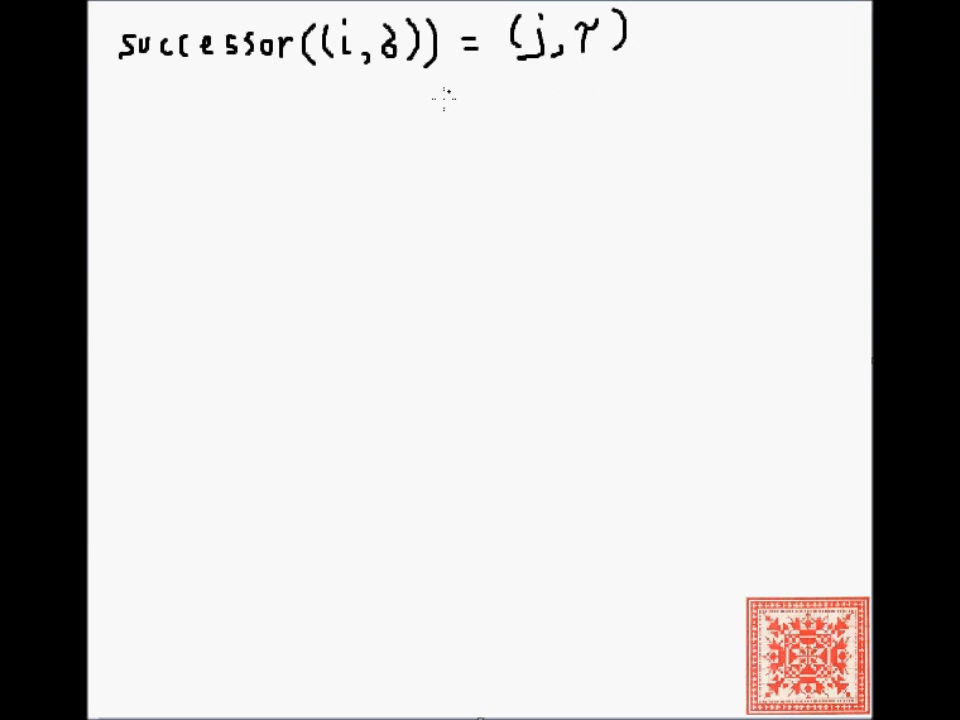 successor((i,δ)) = (j,τ)